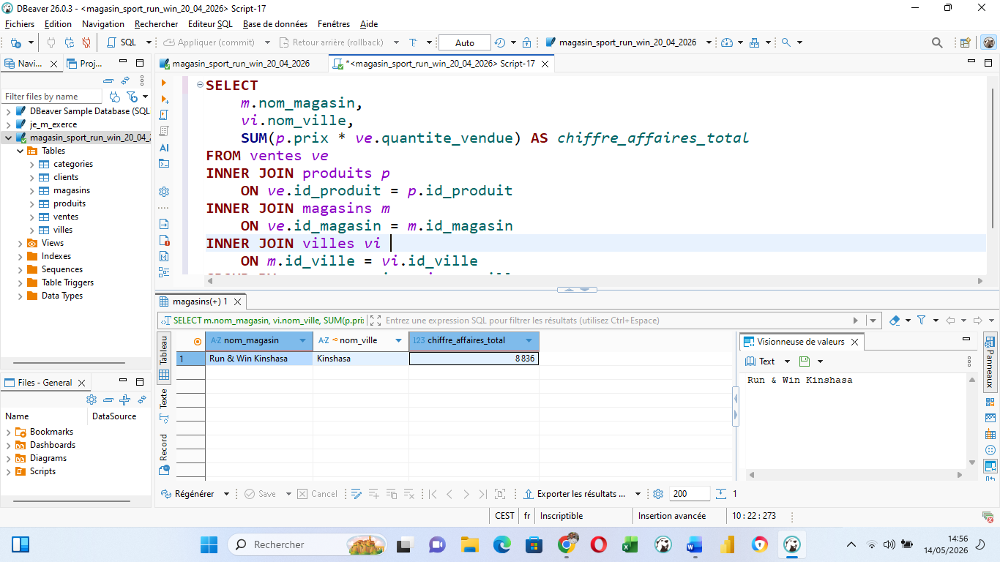 DBeaver 26.0.3 - <magasin_sport_run_win_20_04_2026> Script-17
Fichiers Edition Navigation Rechercher Editeur SQL Base de données Fenêtres Aide
SQL Appliquer (commit) Retour arrière (rollback) T Auto magasin_sport_run_win_20_04_2026
Navi... Proj...
magasin_sport_run_win_20_04_2026 *<magasin_sport_run_win_20_04_2026> Script-17
Filter files by name
DBeaver Sample Database (SQL
je_m_exerce
magasin_sport_run_win_20_04_2
Tables
categories
clients
magasins
produits
ventes
villes
Views
Indexes
Sequences
Table Triggers
Data Types
AI
SELECT
m.nom_magasin,
vi.nom_ville,
SUM(p.prix * ve.quantite_vendue) AS chiffre_affaires_total
FROM ventes ve
INNER JOIN produits p
ON ve.id_produit = p.id_produit
INNER JOIN magasins m
ON ve.id_magasin = m.id_magasin
INNER JOIN villes vi
ON m.id_ville = vi.id_ville
magasins(+) 1
SELECT m.nom_magasin, vi.nom_ville, SUM(p.pri: Entrez une expression SQL pour filtrer les résultats (utilisez Ctrl+Espace)
Tableau
Texte
Record
A-Z nom_magasin A-Z nom_ville 123 chiffre_affaires_total
1 Run & Win Kinshasa Kinshasa 8 836
Visionneuse de valeurs
Text
Run & Win Kinshasa
Panneaux
Régénérer Save Cancel Exporter les résultats ... 200 1
Files - General
Name DataSource
Bookmarks
Dashboards
Diagrams
Scripts
CEST fr Inscriptible Insertion avancée 10 : 22 : 273
Rechercher
14:56
14/05/2026